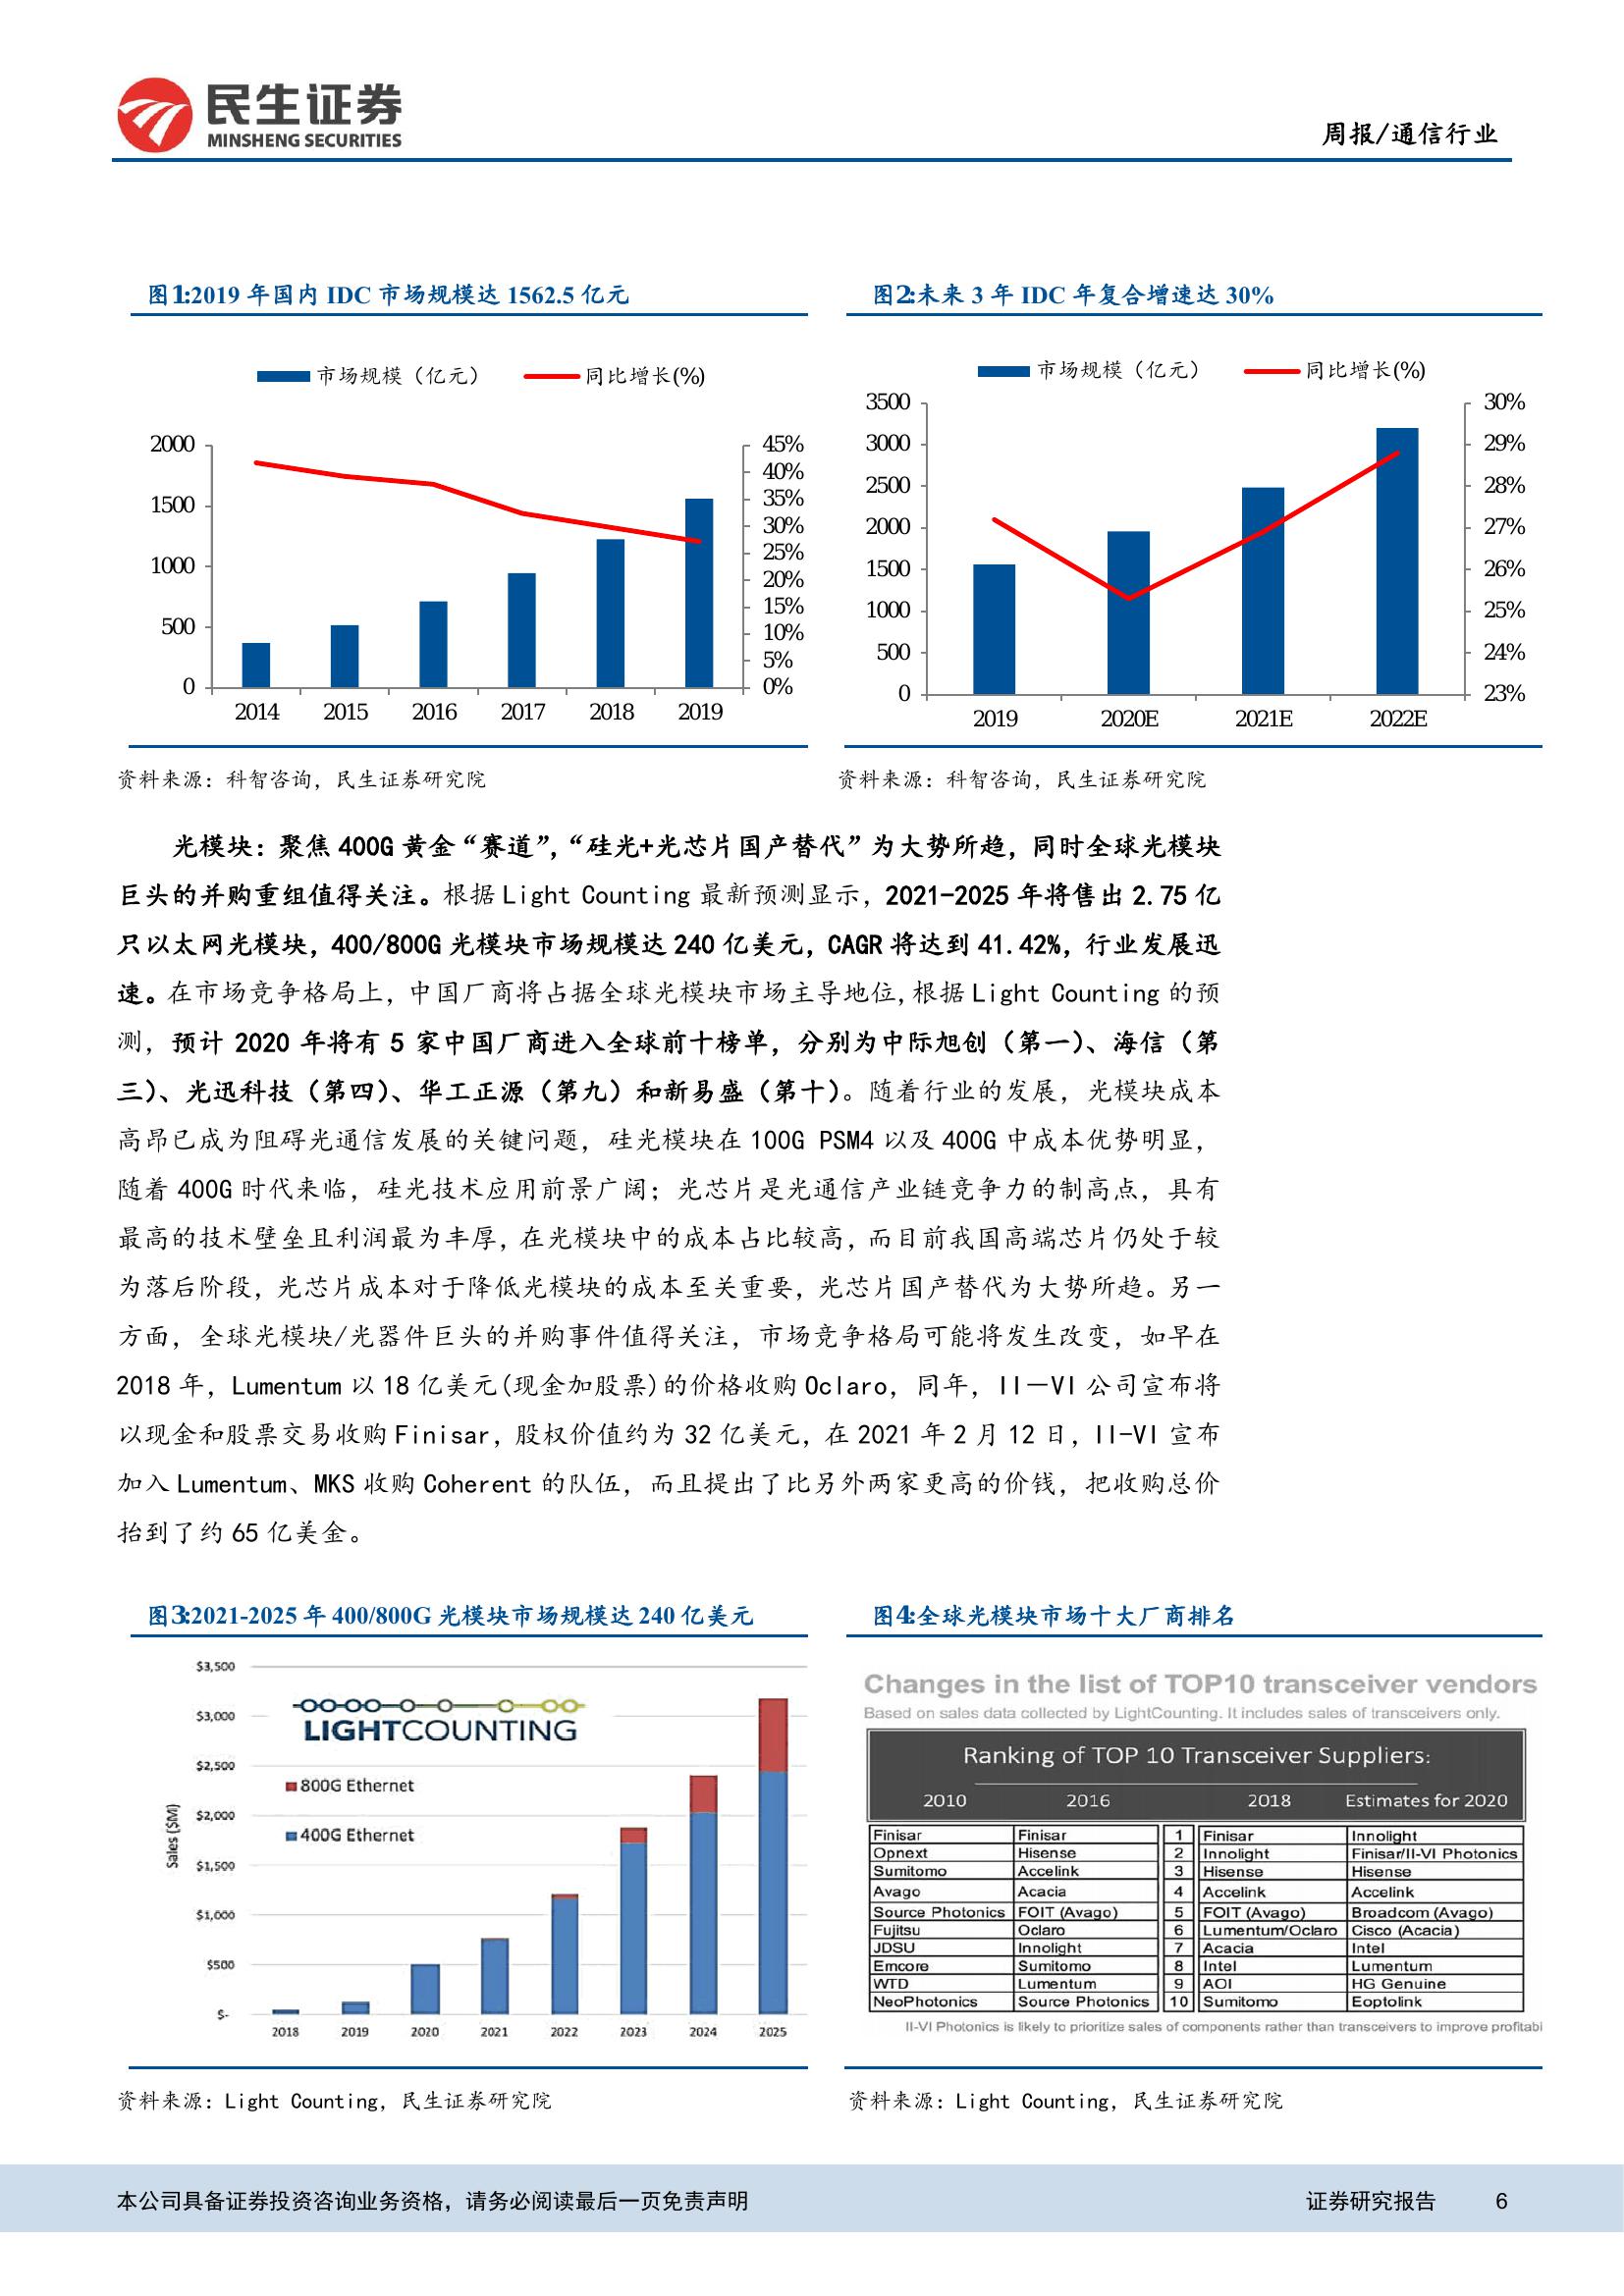 民生证券
MINSHENG SECURITIES
周报/通信行业
图1:2019 年国内 IDC 市场规模达 1562.5 亿元
市场规模（亿元） 同比增长(%)
2000
1500
1000
500
0
45%
40%
35%
30%
25%
20%
15%
10%
5%
0%
2014 2015 2016 2017 2018 2019
资料来源：科智咨询，民生证券研究院
图2:未来 3 年 IDC 年复合增速达 30%
市场规模（亿元） 同比增长(%)
3500
3000
2500
2000
1500
1000
500
0
30%
29%
28%
27%
26%
25%
24%
23%
2019 2020E 2021E 2022E
资料来源：科智咨询，民生证券研究院
光模块：聚焦 400G 黄金“赛道”，“硅光+光芯片国产替代”为大势所趋，同时全球光模块
巨头的并购重组值得关注。根据 Light Counting 最新预测显示，2021-2025 年将售出 2.75 亿
只以太网光模块，400/800G 光模块市场规模达 240 亿美元，CAGR 将达到 41.42%，行业发展迅
速。在市场竞争格局上，中国厂商将占据全球光模块市场主导地位,根据 Light Counting 的预
测，预计 2020 年将有 5 家中国厂商进入全球前十榜单，分别为中际旭创（第一）、海信（第
三）、光迅科技（第四）、华工正源（第九）和新易盛（第十）。随着行业的发展，光模块成本
高昂已成为阻碍光通信发展的关键问题，硅光模块在 100G PSM4 以及 400G 中成本优势明显，
随着 400G 时代来临，硅光技术应用前景广阔；光芯片是光通信产业链竞争力的制高点，具有
最高的技术壁垒且利润最为丰厚，在光模块中的成本占比较高，而目前我国高端芯片仍处于较
为落后阶段，光芯片成本对于降低光模块的成本至关重要，光芯片国产替代为大势所趋。另一
方面，全球光模块/光器件巨头的并购事件值得关注，市场竞争格局可能将发生改变，如早在
2018 年，Lumentum 以 18 亿美元(现金加股票)的价格收购 Oclaro，同年，II－VI 公司宣布将
以现金和股票交易收购 Finisar，股权价值约为 32 亿美元，在 2021 年 2 月 12 日，II-VI 宣布
加入 Lumentum、MKS 收购 Coherent 的队伍，而且提出了比另外两家更高的价钱，把收购总价
抬到了约 65 亿美金。
图3:2021-2025 年 400/800G 光模块市场规模达 240 亿美元
LIGHTCOUNTING
800G Ethernet
400G Ethernet
Sales ($M)
$3,500
$3,000
$2,500
$2,000
$1,500
$1,000
$500
$-
2018 2019 2020 2021 2022 2023 2024 2025
资料来源：Light Counting，民生证券研究院
图4:全球光模块市场十大厂商排名
Changes in the list of TOP10 transceiver vendors
Based on sales data collected by LightCounting. It includes sales of transceivers only.
Ranking of TOP 10 Transceiver Suppliers:
2010 2016 2018 Estimates for 2020
Finisar Finisar 1 Finisar Innolight
Opnext Hisense 2 Innolight Finisar/II-VI Photonics
Sumitomo Accelink 3 Hisense Hisense
Avago Acacia 4 Accelink Accelink
Source Photonics FOIT (Avago) 5 FOIT (Avago) Broadcom (Avago)
Fujitsu Oclaro 6 Lumentum/Oclaro Cisco (Acacia)
JDSU Innolight 7 Acacia Intel
Emcore Sumitomo 8 Intel Lumentum
WTD Lumentum 9 AOI HG Genuine
NeoPhotonics Source Photonics 10 Sumitomo Eoptolink
II-VI Photonics is likely to prioritize sales of components rather than transceivers to improve profitabi
资料来源：Light Counting，民生证券研究院
本公司具备证券投资咨询业务资格，请务必阅读最后一页免责声明 证券研究报告 6